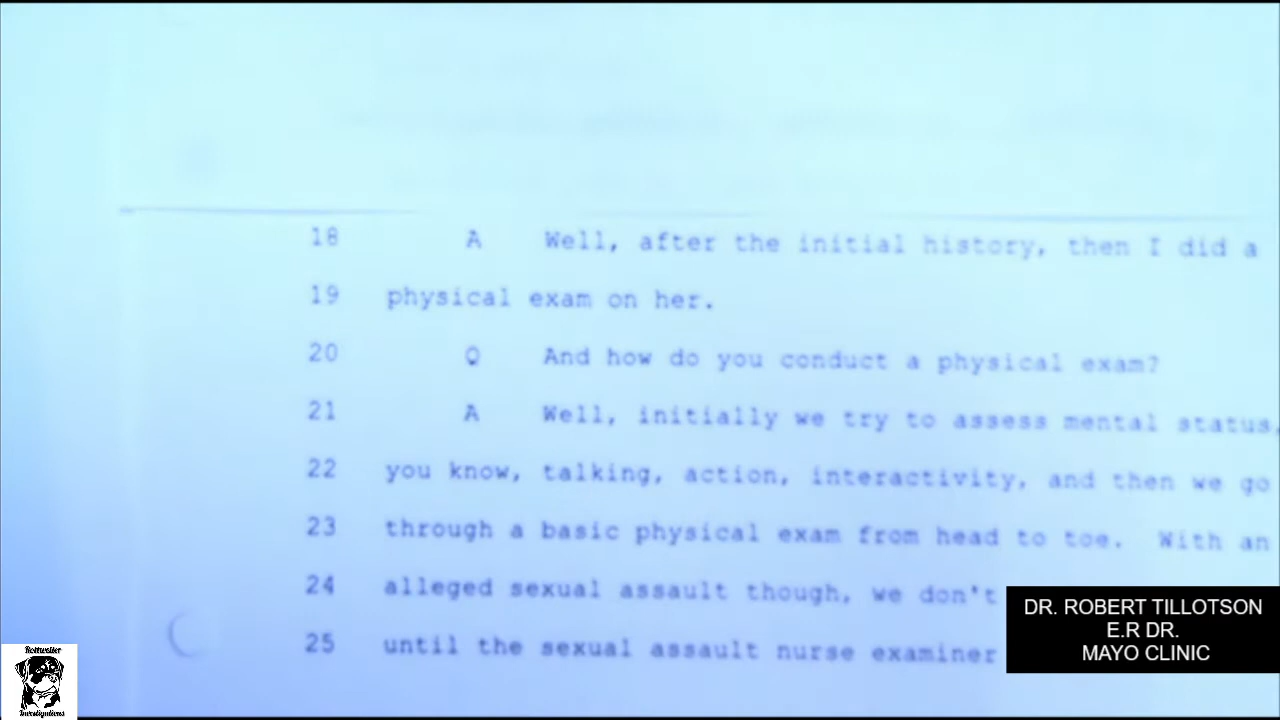 18 A Well, after the initial history, then I did a
19 physical exam on her.
20 Q And how do you conduct a physical exam?
21 A Well, initially we try to assess mental status,
22 you know, talking, action, interactivity, and then we go
23 through a basic physical exam from head to toe. With an
24 alleged sexual assault though, we don't
25 until the sexual assault nurse examiner
DR. ROBERT TILLOTSON
E.R DR.
MAYO CLINIC
Rottweiler
Investigations